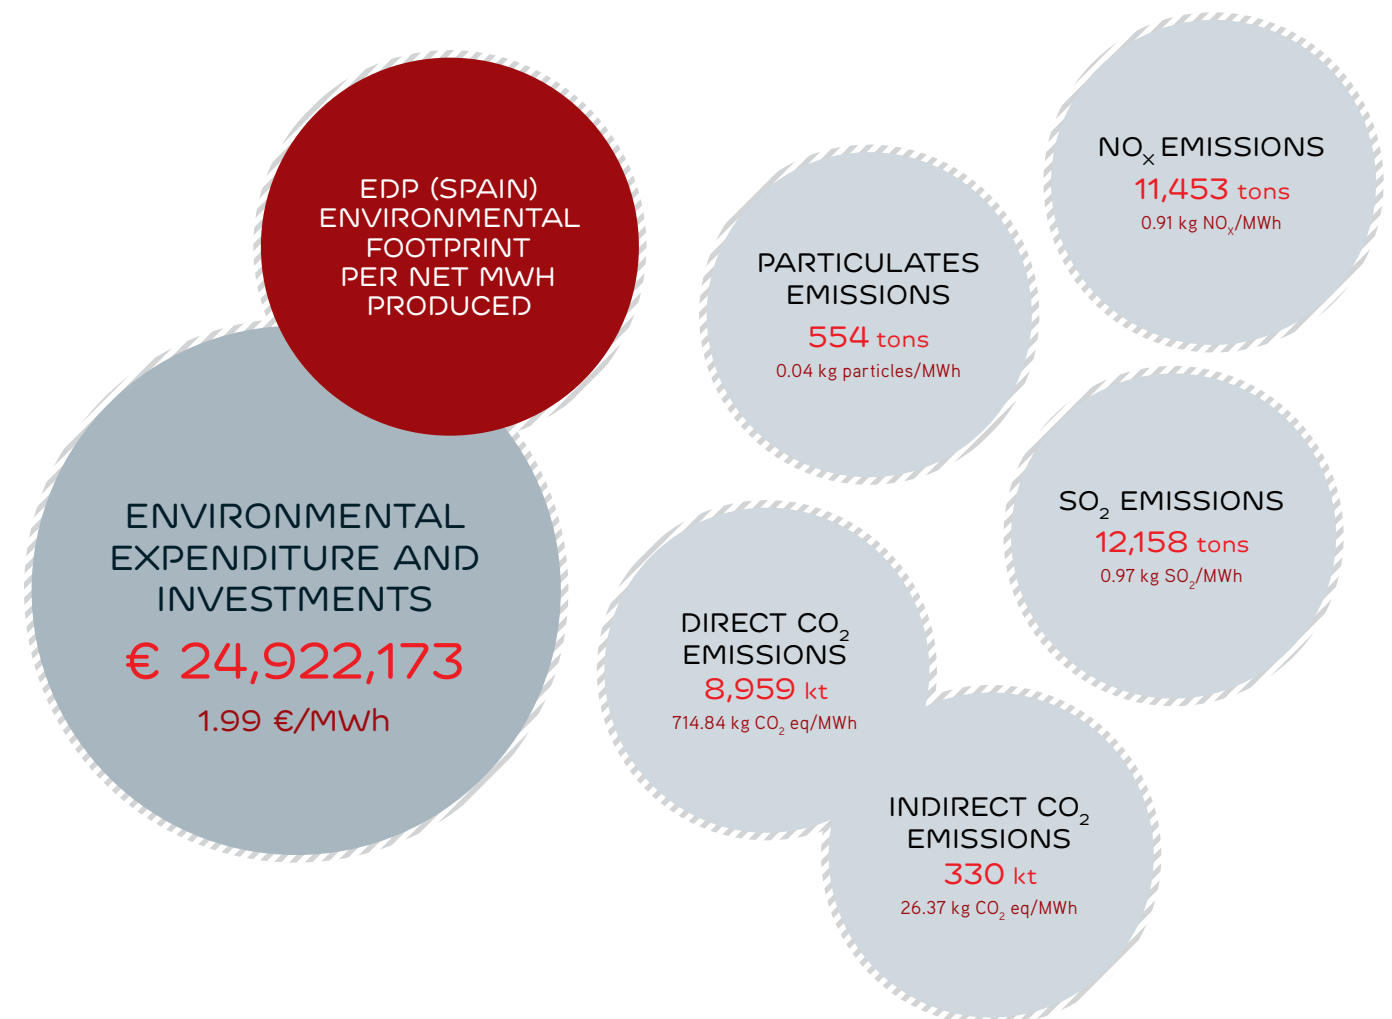 EDP (SPAIN)
ENVIRONMENTAL
FOOTPRINT
PER NET MWH
PRODUCED
ENVIRONMENTAL
EXPENDITURE AND
INVESTMENTS
€ 24,922,173
1.99 €/MWh
PARTICULATES
EMISSIONS
554 tons
0.04 kg particles/MWh
NOₓ EMISSIONS
11,453 tons
0.91 kg NOₓ/MWh
SO₂ EMISSIONS
12,158 tons
0.97 kg SO₂/MWh
DIRECT CO₂
EMISSIONS
8,959 kt
714.84 kg CO₂ eq/MWh
INDIRECT CO₂
EMISSIONS
330 kt
26.37 kg CO₂ eq/MWh